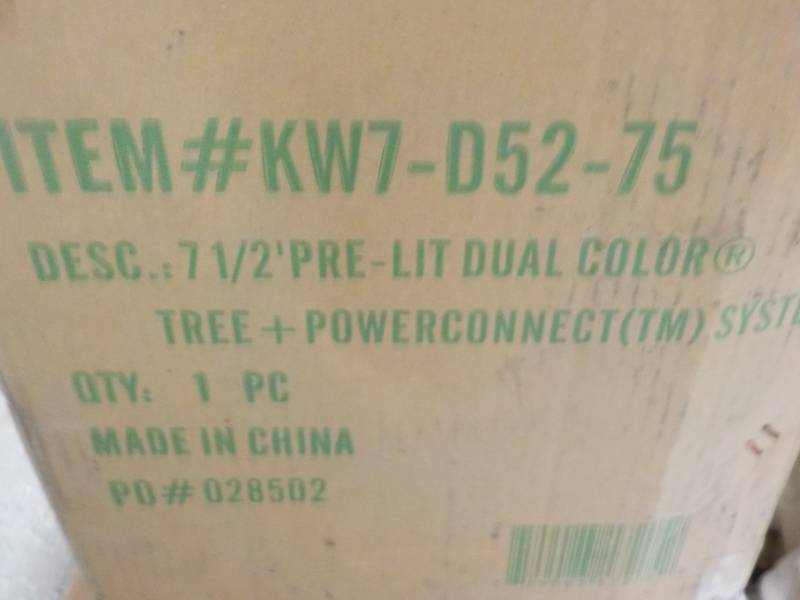 ITEM#KW7-D52-75
DESC.:7 1/2'PRE-LIT DUAL COLOR®
TREE + POWERCONNECT(TM) SYSTE
QTY: 1 PC
MADE IN CHINA
PO# 028502